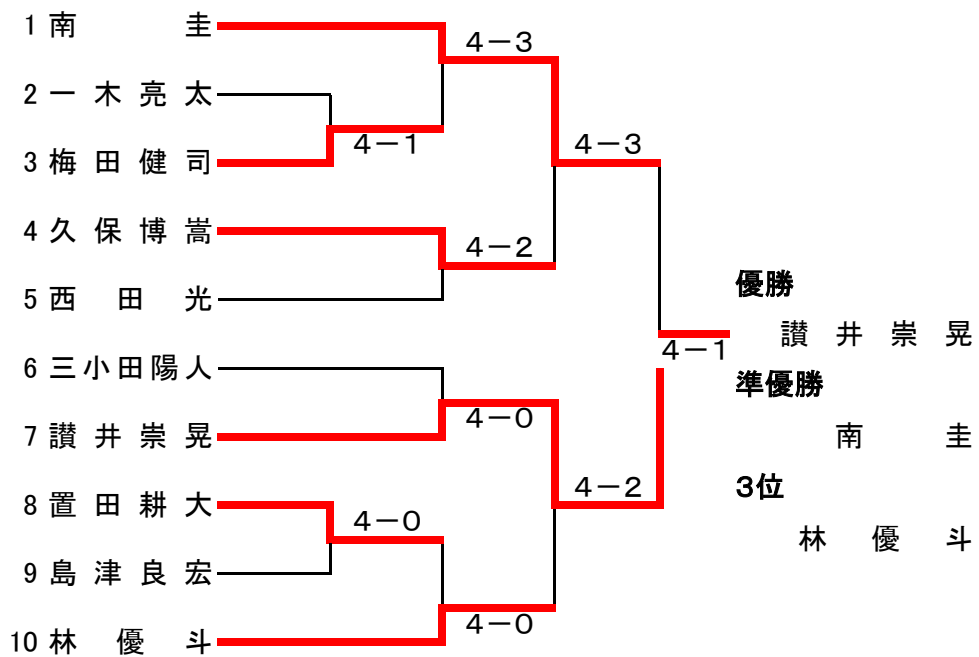 1 南 圭
4-3
2 一木亮太
4-1
3 梅田健司
4-3
4 久保博嵩
4-2
5 西田光
優勝
讃井崇晃
4-1
6 三小田陽人
準優勝
4-0
7 讃井崇晃
南 圭
4-2
3位
8 置田耕大
4-0
林優斗
9 島津良宏
4-0
10 林優斗